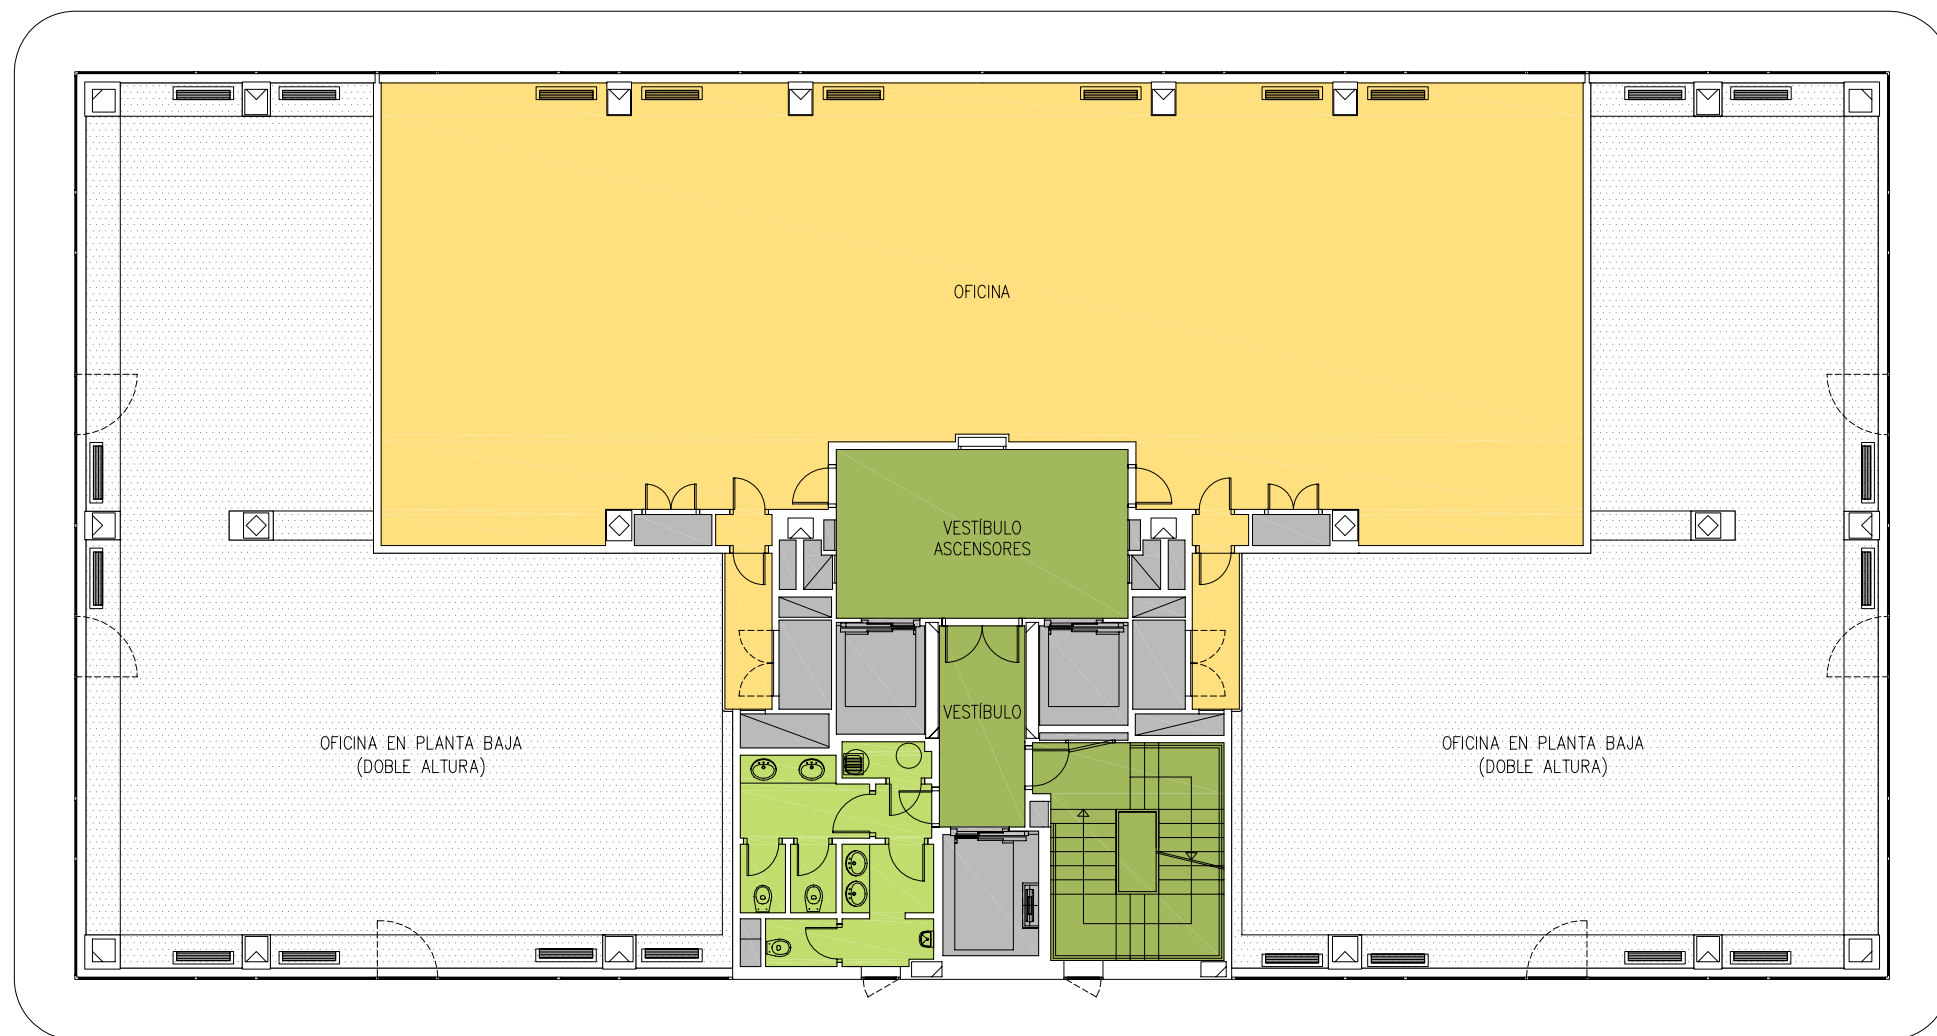 OFICINA
VESTÍBULO
ASCENSORES
VESTÍBULO
OFICINA EN PLANTA BAJA
(DOBLE ALTURA)
OFICINA EN PLANTA BAJA
(DOBLE ALTURA)